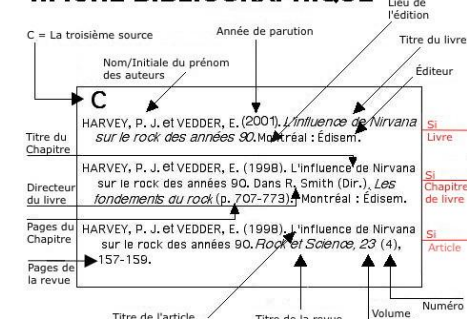 Lieu de
l'édition
C = La troisième source
Année de parution
Titre du livre
Nom/Initiale du prénom
des auteurs
Éditeur
C
HARVEY, P. J. et VEDDER, E. (2001). L'influence de Nirvana
sur le rock des années 90. Montréal : Édisem.
Si
Livre
Titre du
Chapitre
HARVEY, P. J. et VEDDER, E. (1998). L'influence de Nirvana
sur le rock des années 90. Dans R. Smith (Dir.), Les
fondements du rock (p. 707-773). Montréal : Édisem.
Si
Chapitre
de livre
Directeur
du livre
Pages du
Chapitre
HARVEY, P. J. et VEDDER, E. (1998). L'influence de Nirvana
sur le rock des années 90. Rock et Science, 23 (4),
157-159.
Si
Article
Pages de
la revue
Titre de l'article
Titre de la revue
Volume
Numéro